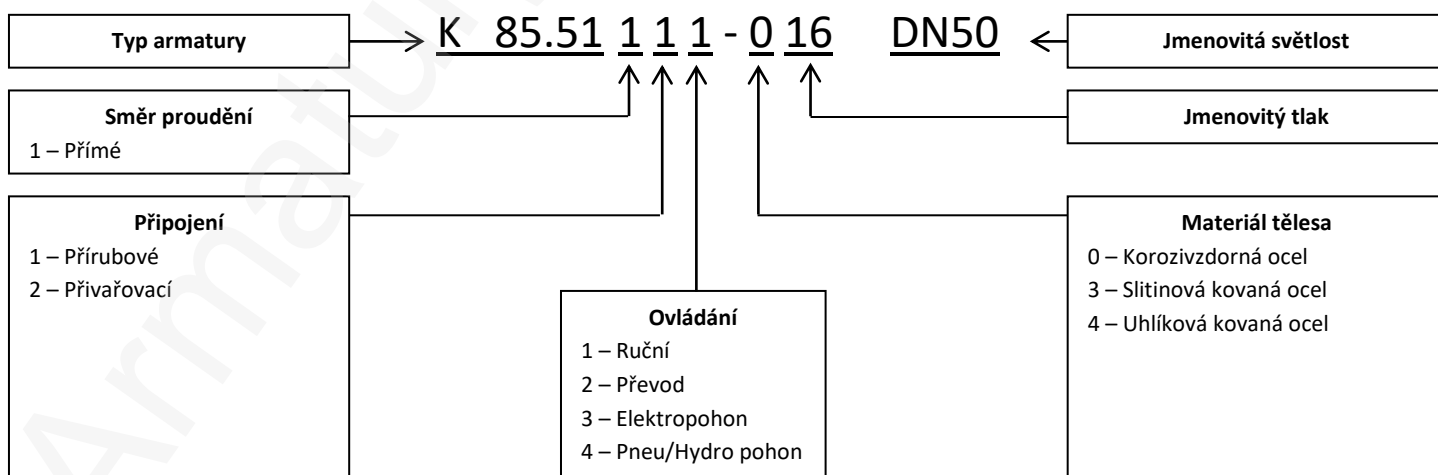 Typ armatury
K 85.51 1 1 1 - 0 16 DN50
Jmenovitá světlost
Směr proudění
1 – Přímé
Jmenovitý tlak
Připojení
1 – Přírubové
2 – Přivařovací
Ovládání
1 – Ruční
2 – Převod
3 – Elektropohon
4 – Pneu/Hydro pohon
Materiál tělesa
0 – Korozivzdorná ocel
3 – Slitinová kovaná ocel
4 – Uhlíková kovaná ocel
Armatu